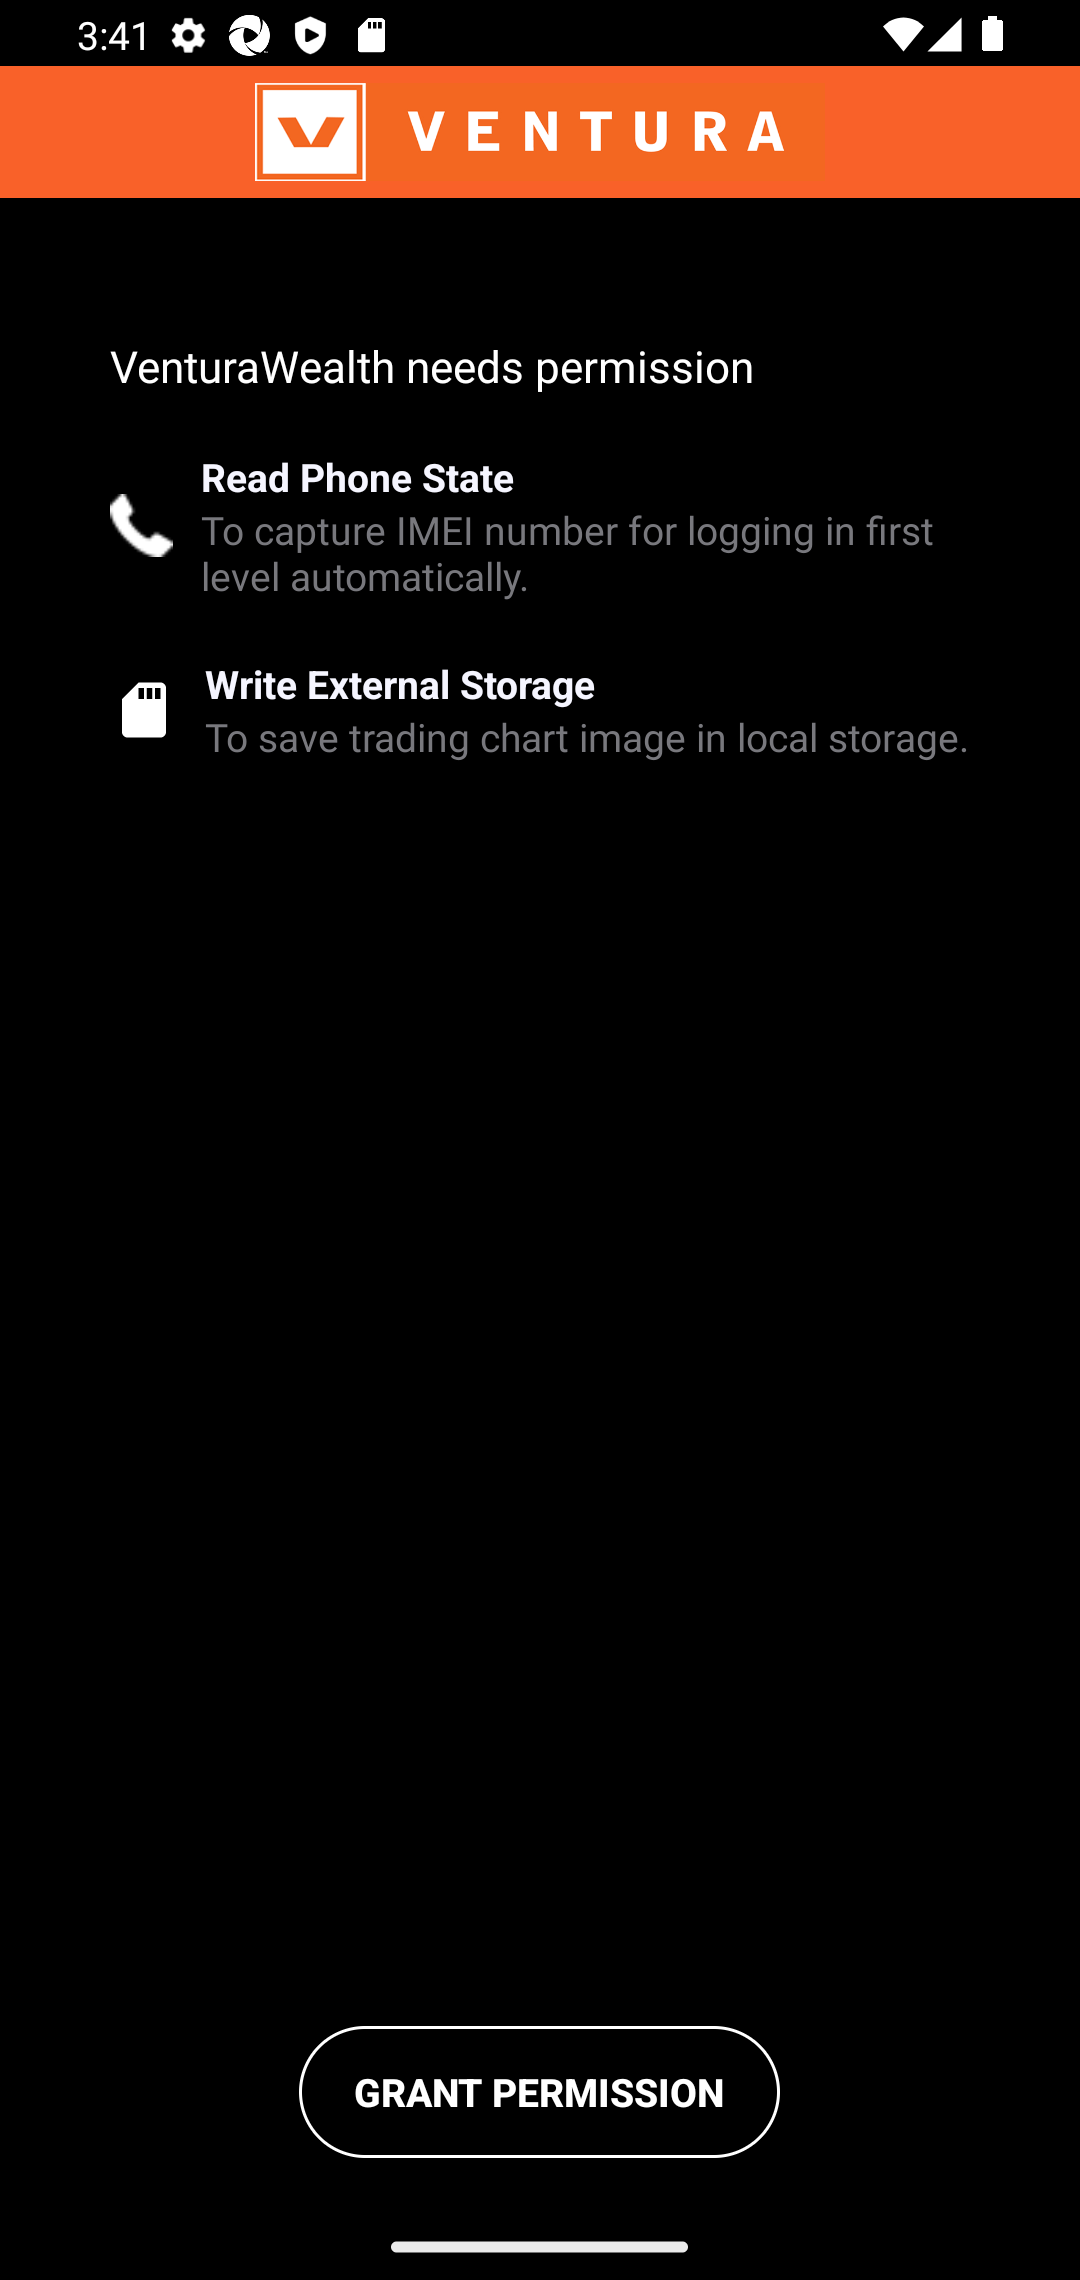 3:41
VENTURA
VenturaWealth needs permission
Read Phone State
To capture IMEI number for logging in first
level automatically.
Write External Storage
To save trading chart image in local storage.
GRANT PERMISSION